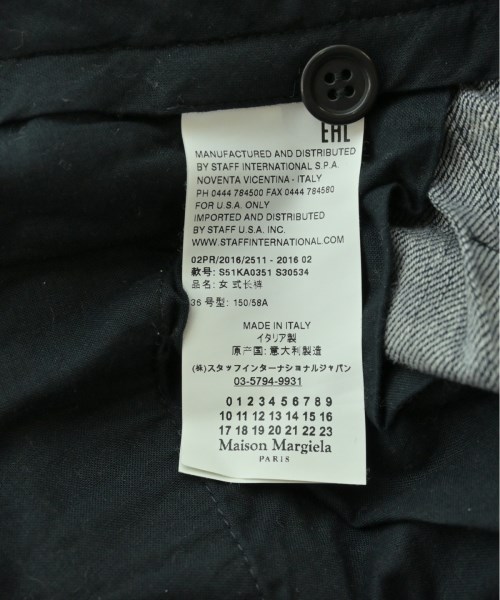 EAC
MANUFACTURED AND DISTRIBUTED
BY STAFF INTERNATIONAL S.P.A.
NOVENTA VICENTINA - ITALY
PH 0444 784500 FAX 0444 784580
FOR U.S.A. ONLY
IMPORTED AND DISTRIBUTED
BY STAFF U.S.A. INC.
WWW.STAFFINTERNATIONAL.COM
02PR/2016/2511 - 2016 02
款号: S51KA0351 S30534
品名: 女式长裤
36 号型: 150/58A
MADE IN ITALY
イタリア製
原产国: 意大利製造
(株)スタッフインターナショナルジャパン
03-5794-9931
0 1 2 3 4 5 6 7 8 9
10 11 12 13 14 15 16
17 18 19 20 21 22 23
Maison Margiela
PARIS